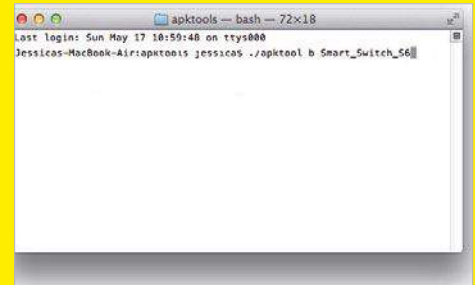 apktools — bash — 72×18
Last login: Sun May 17 10:59:48 on ttys000
Jessicas-MacBook-Air:apktools jessica$ ./apktool b Smart_Switch_S6